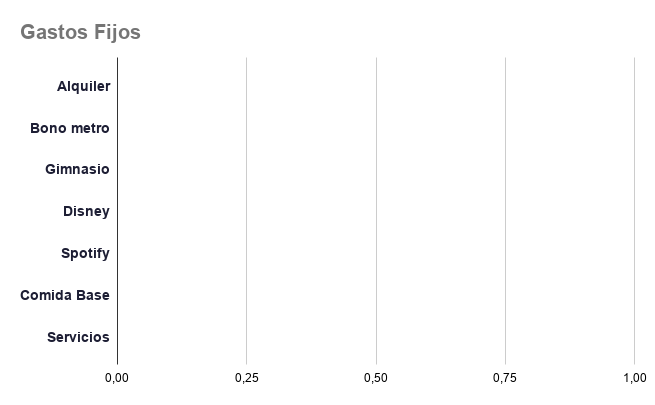 Gastos Fijos
Alquiler
Bono metro
Gimnasio
Disney
Spotify
Comida Base
Servicios
0,00 0,25 0,50 0,75 1,00